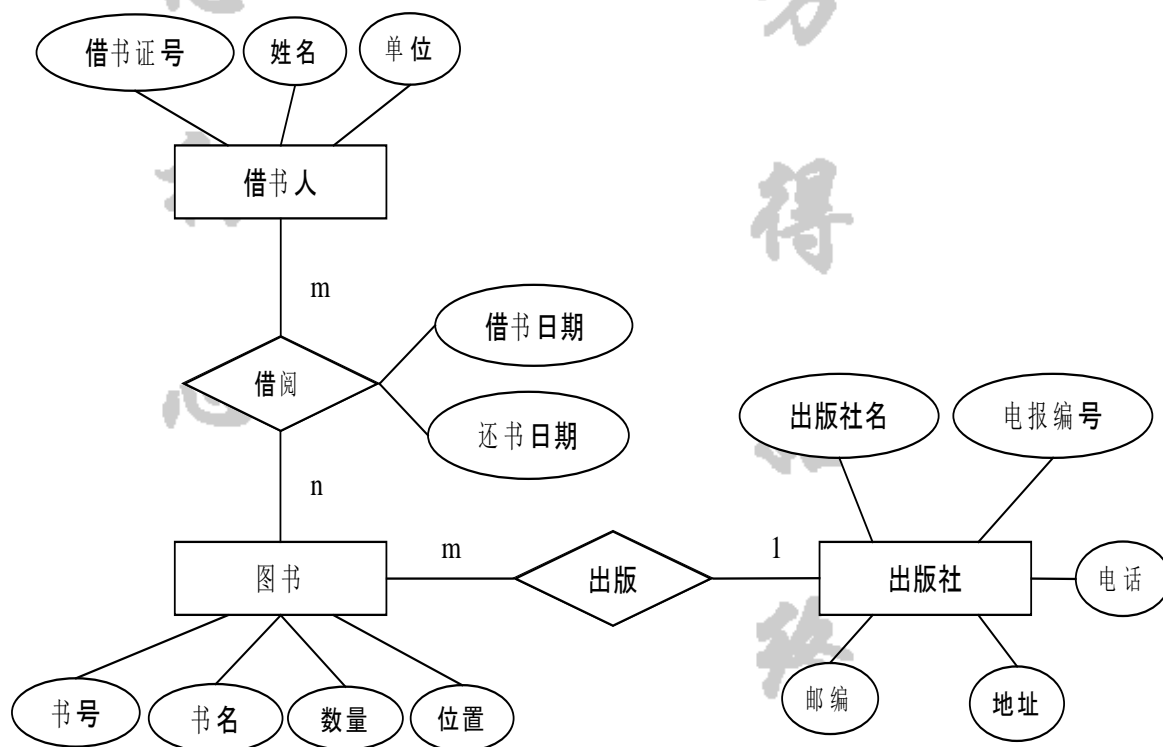 借书证号
姓名
单位
借书人
m
借书日期
借阅
还书日期
n
出版社名
电报编号
图书
m
出版
1
出版社
电话
书号
书名
数量
位置
邮编
地址
得